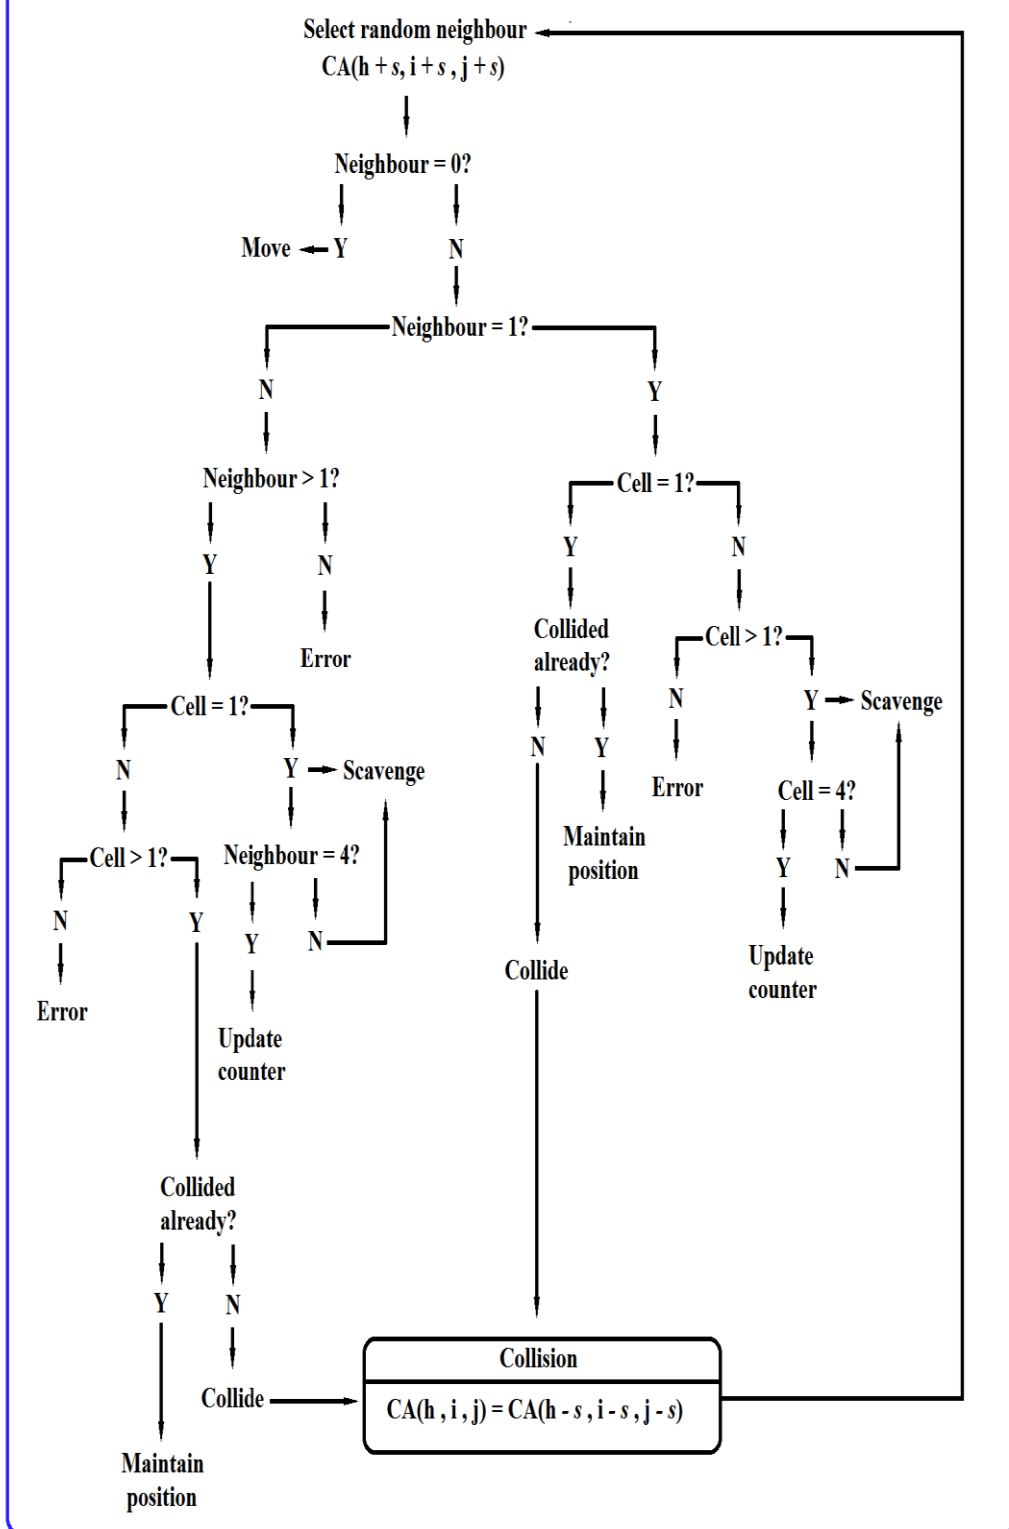 Select random neighbour
CA(h + s, i + s , j + s)
Neighbour = 0?
Move
Y
N
Neighbour = 1?
N
Y
Neighbour > 1?
Cell = 1?
Y
N
Y
N
Error
Collided
already?
Cell > 1?
Cell = 1?
N
Y
N
Y
Scavenge
N
Y
Scavenge
Error
Cell = 4?
Maintain
position
Cell > 1?
Neighbour = 4?
Y
N
N
Y
Y
N
Collide
Update
counter
Error
Update
counter
Collided
already?
Y
N
Collision
Collide
CA(h , i , j) = CA(h - s , i - s , j - s)
Maintain
position